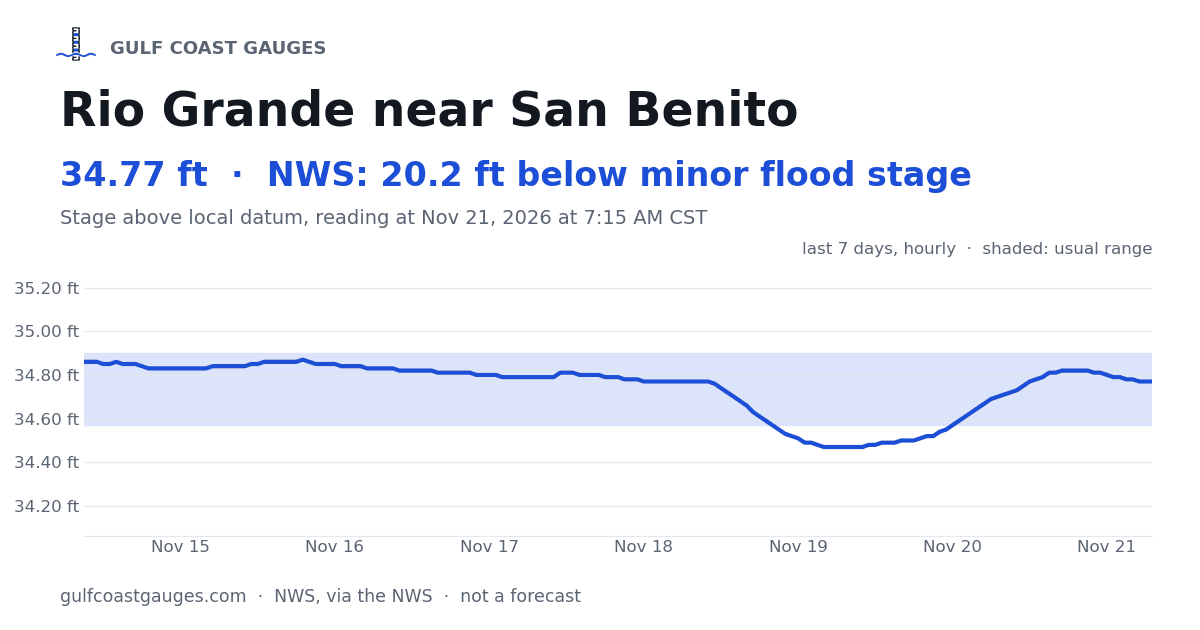 GULF COAST GAUGES
Rio Grande near San Benito
34.77 ft · NWS: 20.2 ft below minor flood stage
Stage above local datum, reading at Nov 21, 2026 at 7:15 AM CST
last 7 days, hourly · shaded: usual range
35.20 ft
35.00 ft
34.80 ft
34.60 ft
34.40 ft
34.20 ft
Nov 15 Nov 16 Nov 17 Nov 18 Nov 19 Nov 20 Nov 21
gulfcoastgauges.com · NWS, via the NWS · not a forecast